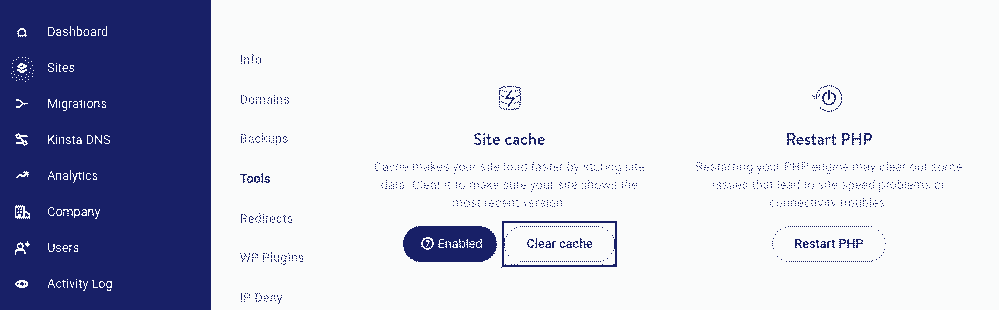 Dashboard
Sites
Migrations
Kinsta DNS
Analytics
Company
Users
Activity Log
Info
Domains
Backups
Tools
Redirects
WP Plugins
IP Deny
Site cache
Cache makes your site load faster by storing site
data. Clear it to make sure your site shows the
most recent version.
Enabled
Clear cache
Restart PHP
Restarting your PHP engine may clear out some
issues that lead to site speed problems or
connectivity troubles.
Restart PHP